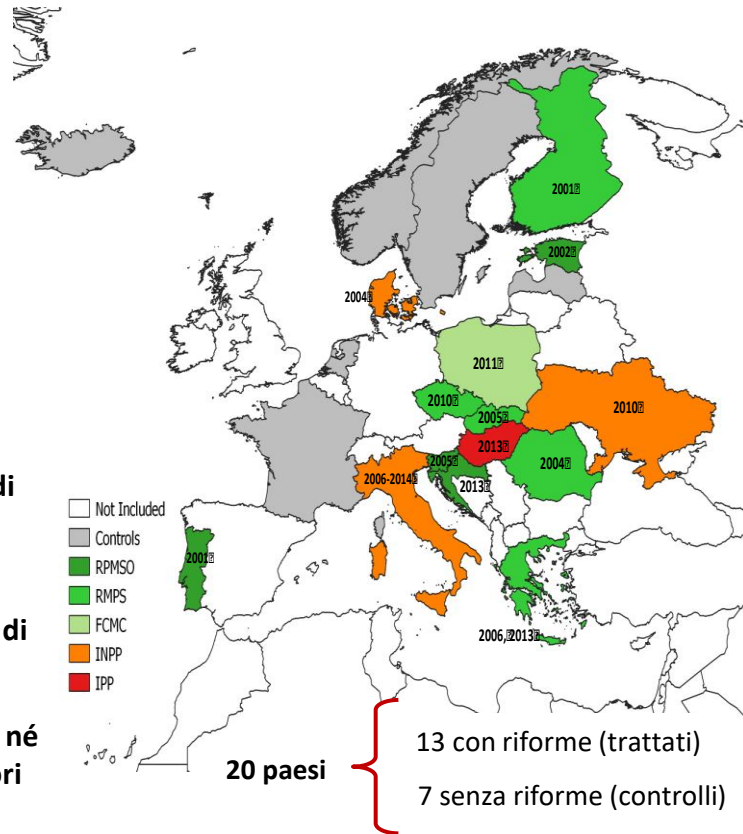 2001
2002
2004
2011
2010
2005
2010
2013
2004
2005
2006-2014
2013
2001
2006, 2013
di
Not Included
Controls
RPMSO
RMPS
FCMC
INPP
IPP
di
né
ori
20 paesi
13 con riforme (trattati)
7 senza riforme (controlli)